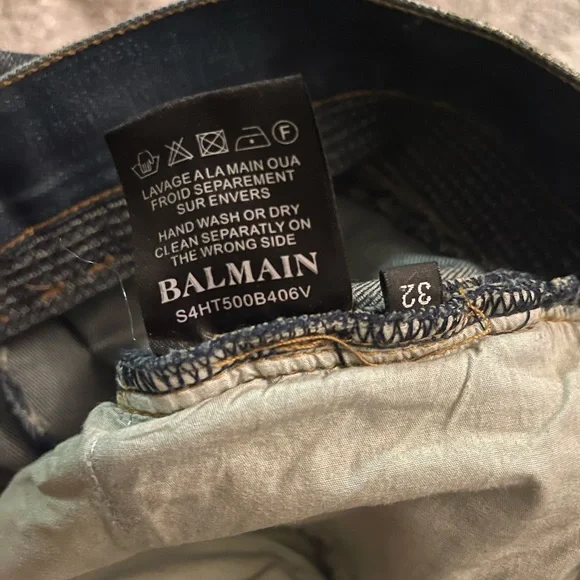 F
LAVAGE A LA MAIN OUA
FROID SEPAREMENT
SUR ENVERS
HAND WASH OR DRY
CLEAN SEPARATELY ON
THE WRONG SIDE
BALMAIN
S4HT500B406V
32